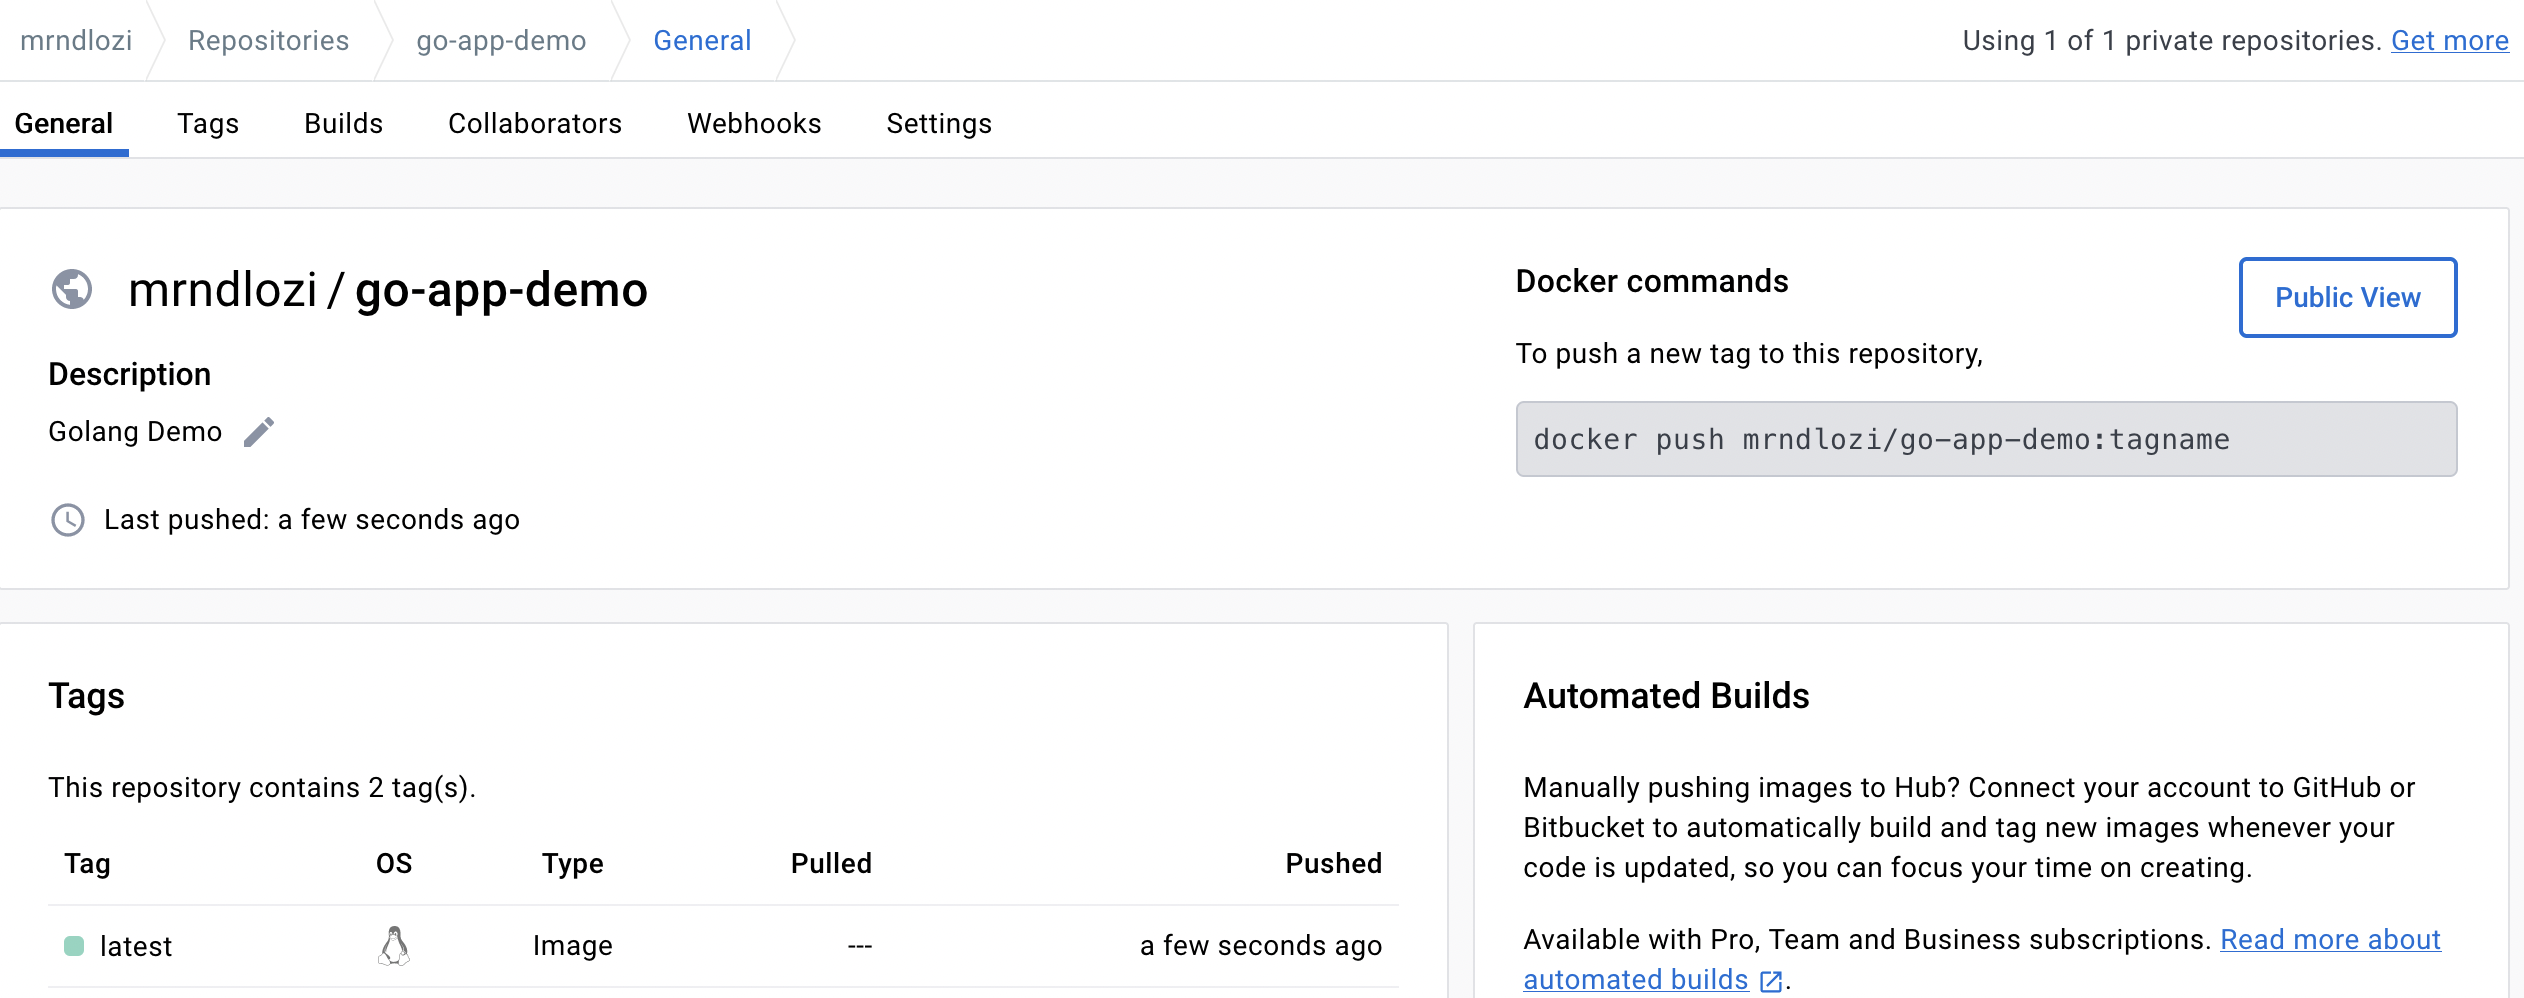 mrndlozi Repositories go-app-demo General Using 1 of 1 private repositories. Get more
General Tags Builds Collaborators Webhooks Settings
mrndlozi / go-app-demo
Description
Golang Demo
Last pushed: a few seconds ago
Docker commands
Public View
To push a new tag to this repository,
docker push mrndlozi/go-app-demo:tagname
Tags
This repository contains 2 tag(s).
Tag OS Type Pulled Pushed
latest Image --- a few seconds ago
Automated Builds
Manually pushing images to Hub? Connect your account to GitHub or
Bitbucket to automatically build and tag new images whenever your
code is updated, so you can focus your time on creating.
Available with Pro, Team and Business subscriptions. Read more about
automated builds .